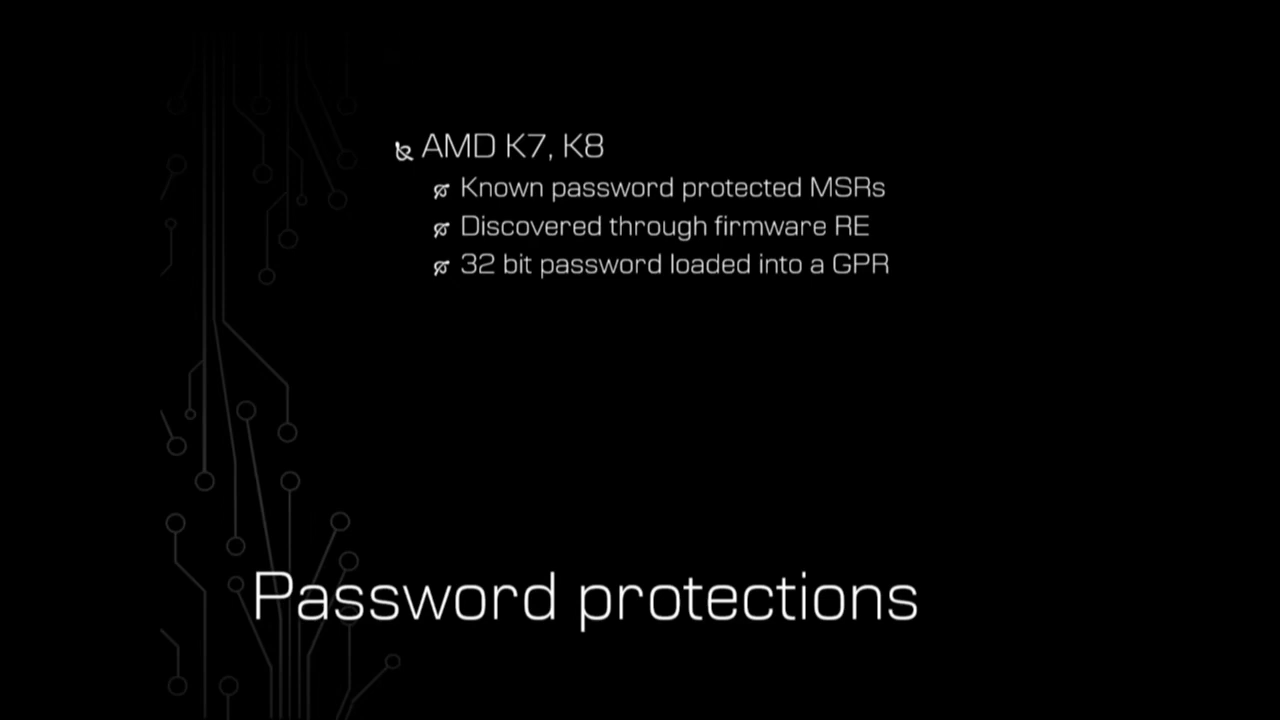 AMD K7, K8
Known password protected MSRs
Discovered through firmware RE
32 bit password loaded into a GPR
Password protections